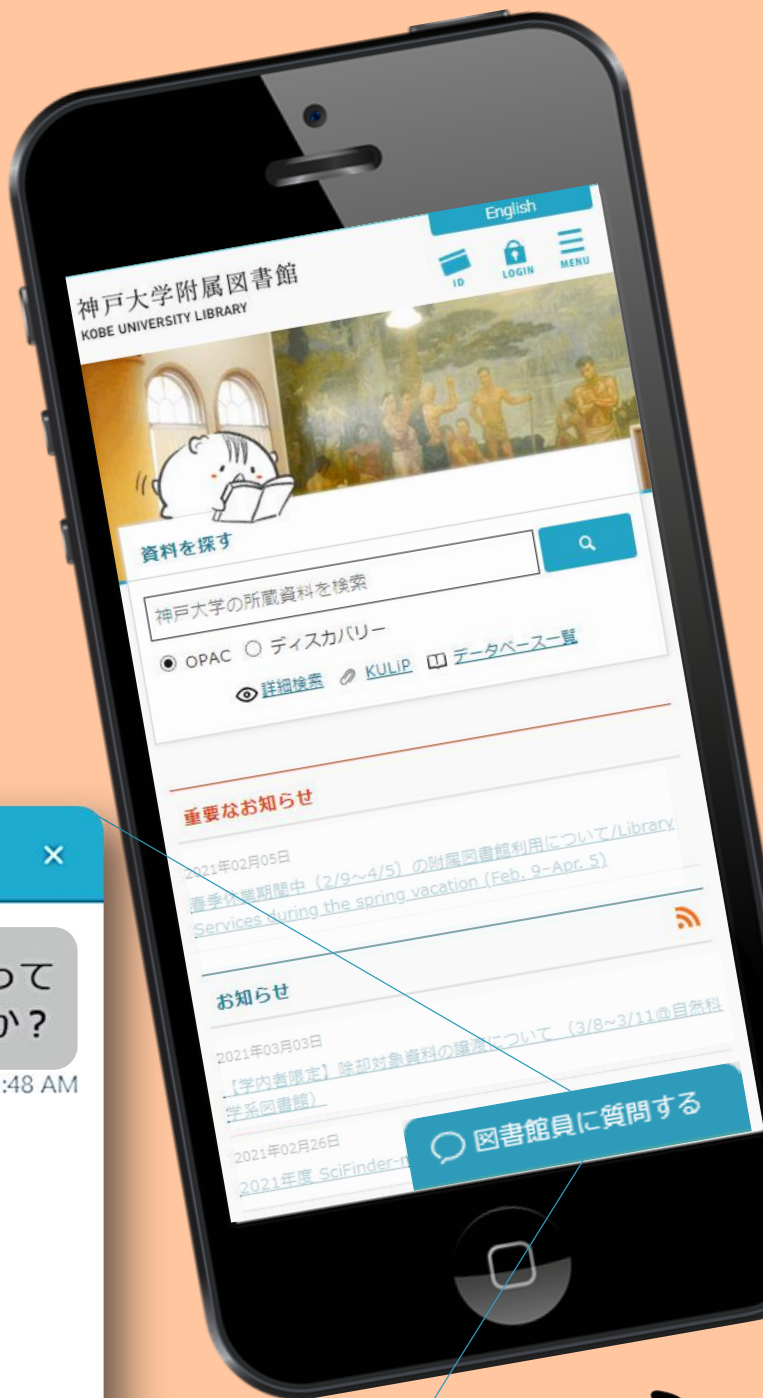 English
神戸大学附属図書館
KOBE UNIVERSITY LIBRARY
ID
LOGIN
MENU
資料を探す
神戸大学の所蔵資料を検索
OPAC ディスカバリー
詳細検索 KULiP データベース一覧
重要なお知らせ
2021年02月05日
春季休業期間中（2/9～4/5）の附属図書館利用について/Library
Services during the spring vacation (Feb. 9-Apr. 5)
お知らせ
2021年03月03日
【学内者限定】除却対象資料の譲渡について （3/8～3/11@自然科
学系図書館）
2021年02月26日
2021年度 SciFinder-
図書館員に質問する
×
って
か？
:48 AM